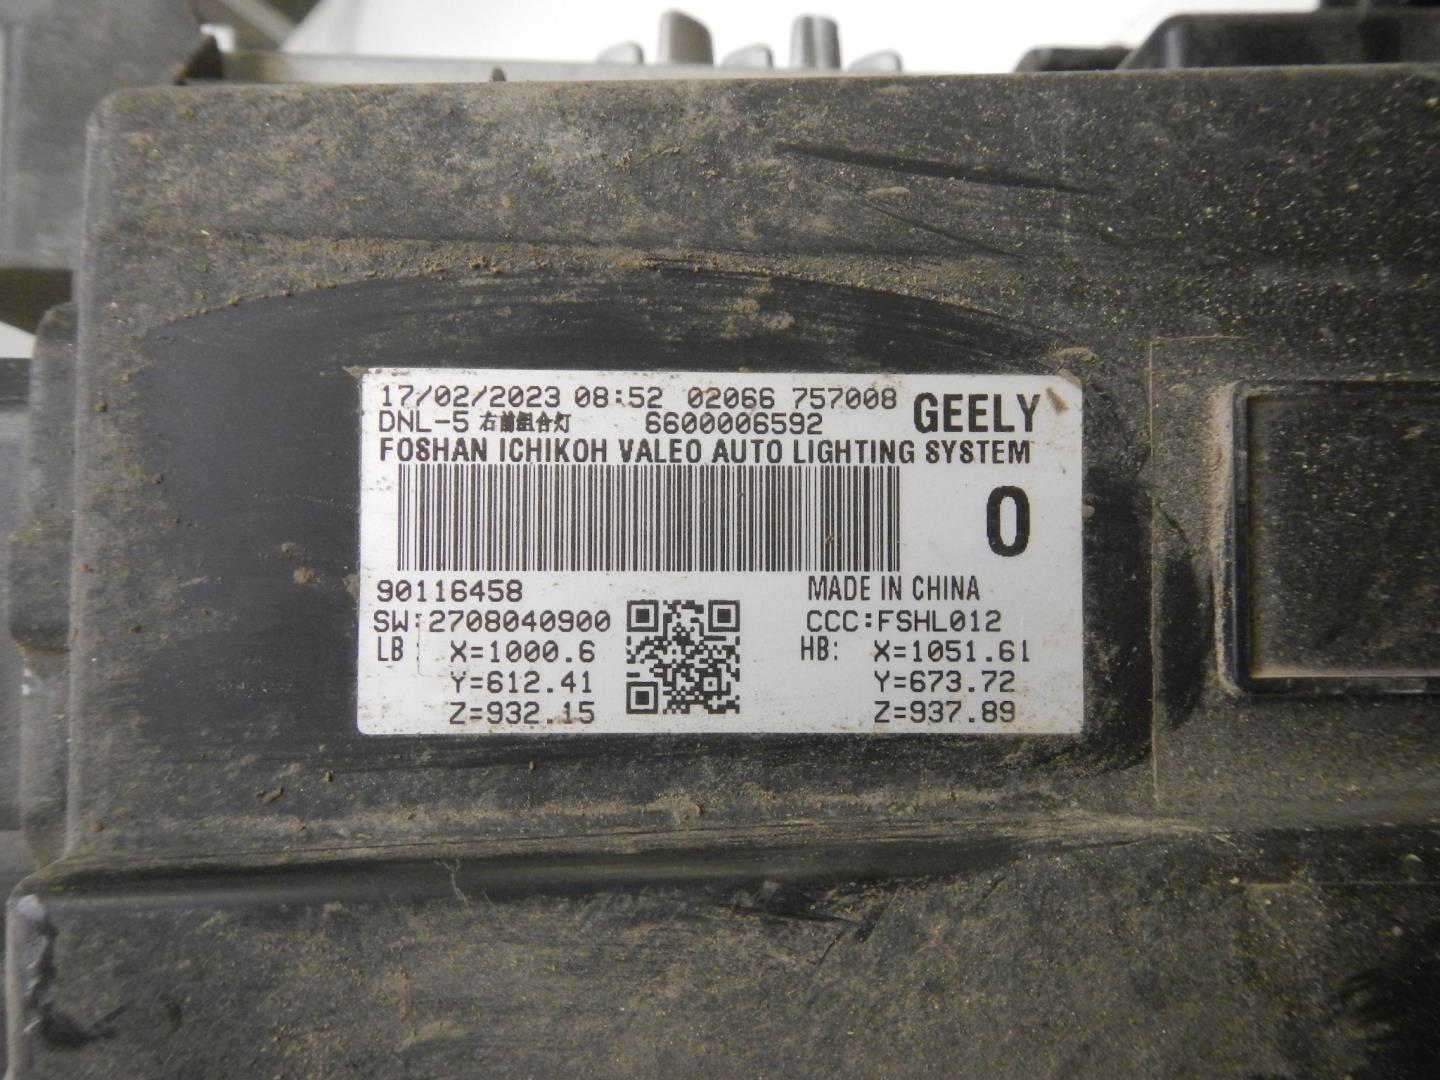 17/02/2023 08:52 02066 757008 GEELY
DNL-5 右前组合灯 6600006592
FOSHAN ICHIKOH VALEO AUTO LIGHTING SYSTEM
0
90116458 MADE IN CHINA
SW:2708040900 CCC:FSHL012
LB X=1000.6 HB: X=1051.61
Y=612.41 Y=673.72
Z=932.15 Z=937.89